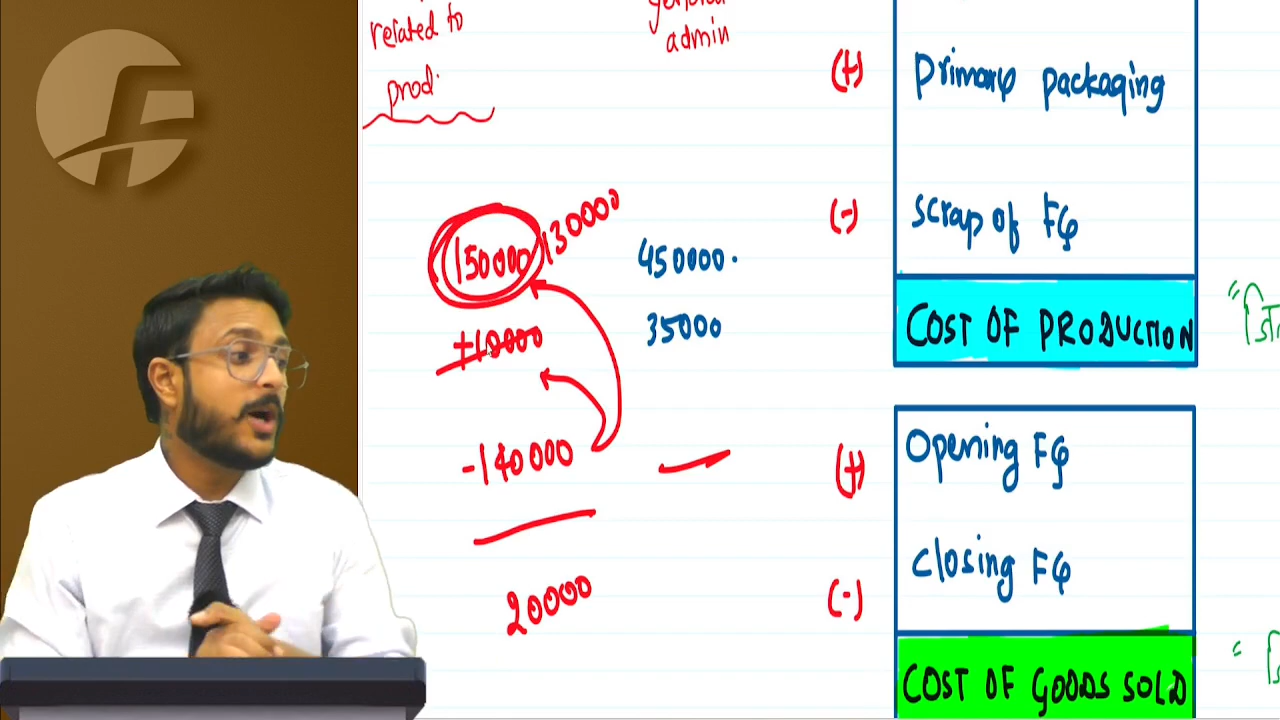 related to
prod.
general
admin
(+)
Primary packaging
150000 130000
450000.
(-)
scrap of FG
+10000
35000
COST OF PRODUCTION
-140000
(+)
Opening FG
20000
(-)
closing FG
COST OF GOODS SOLD